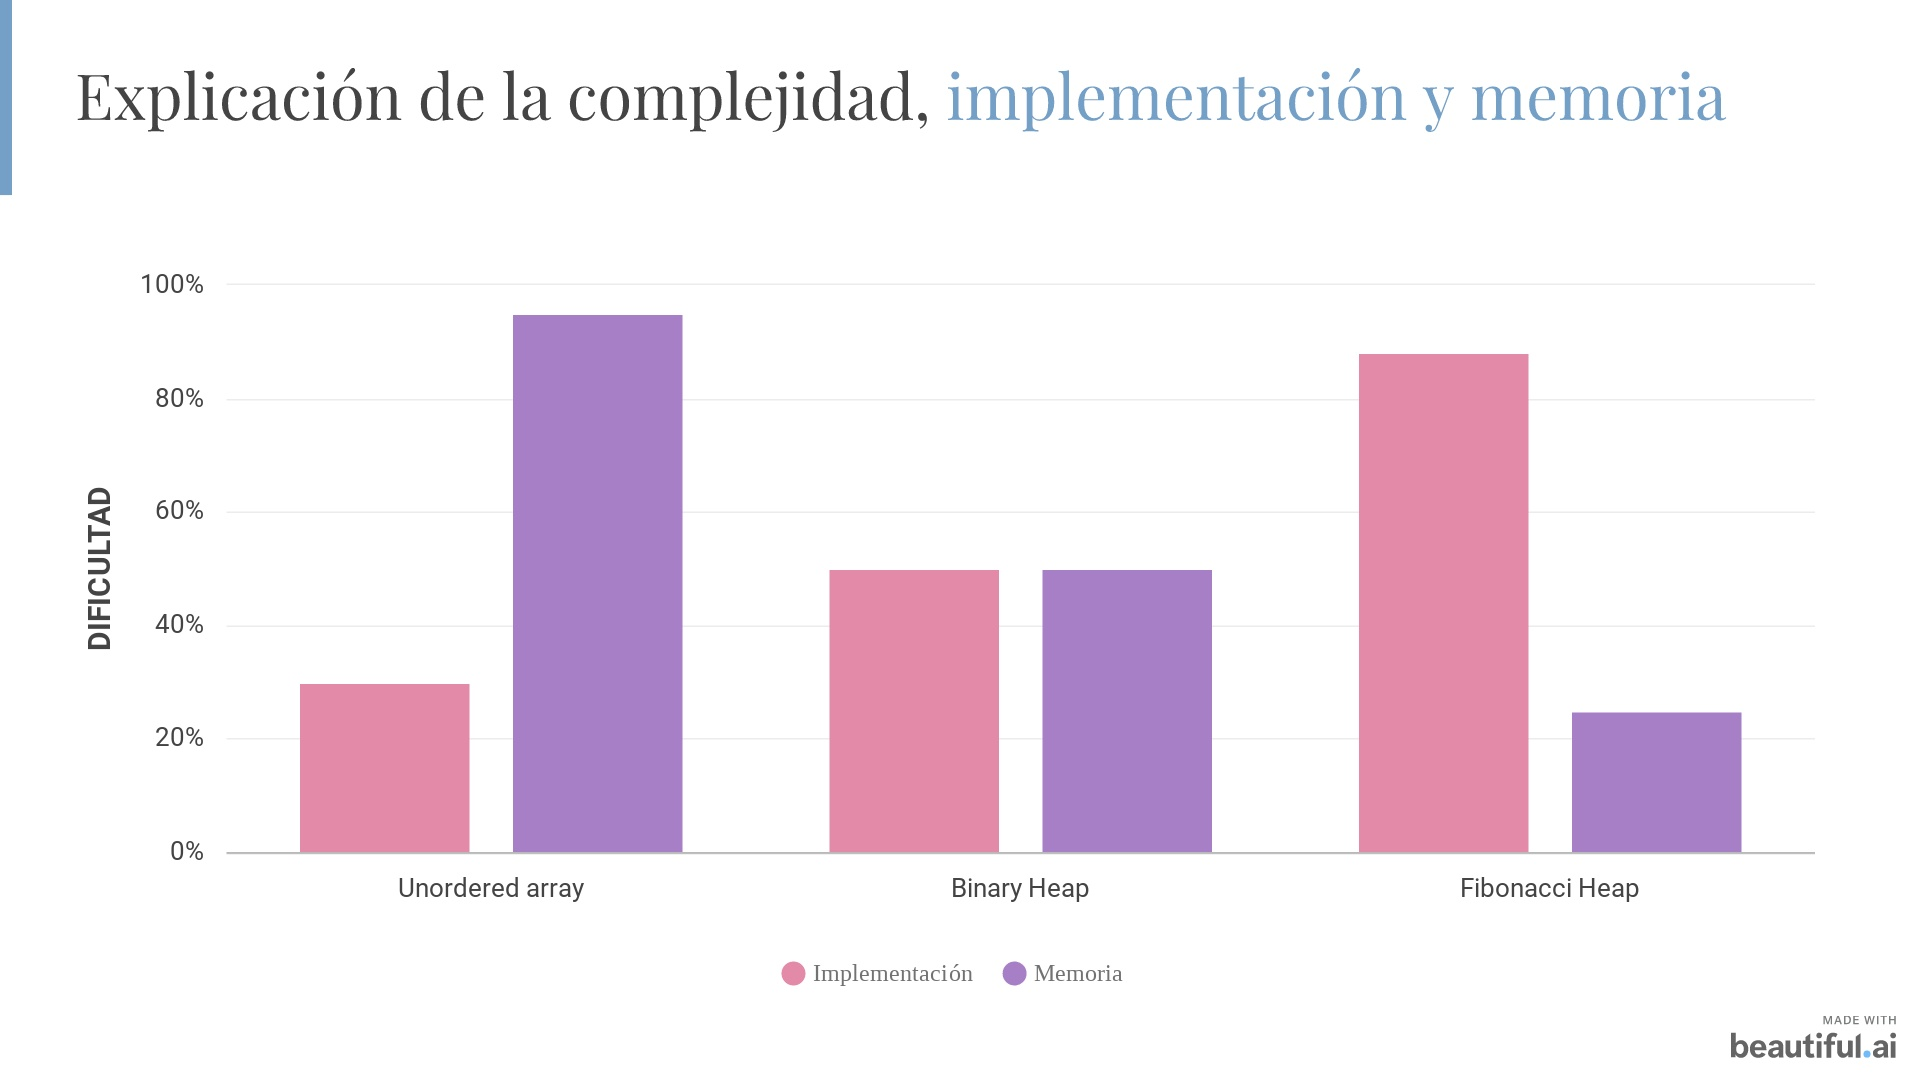 Explicación de la complejidad, implementación y memoria
100%
80%
60%
40%
20%
0%
DIFICULTAD
Unordered array
Binary Heap
Fibonacci Heap
Implementación
Memoria
MADE WITH
beautiful.ai